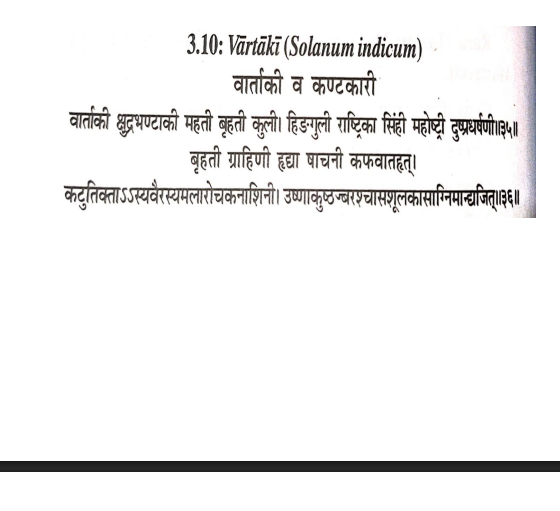 3.10: Vārtākī (Solanum indicum)
वार्ताकी व कण्टकारी
वार्ताकी क्षुद्रभण्टाकी महती बृहती कुली। हिङगुली राष्ट्रिका सिंही महोष्ट्री दुष्प्रधर्षणी॥३५॥
बृहती ग्राहिणी हृद्या षाचनी कफवातहृत्।
कटुतिक्ताऽऽस्यवैरस्यमलारोचकनाशिनी। उष्णाकुष्ठज्वरश्चासशूलकासाग्निमान्द्यजित्॥३६॥